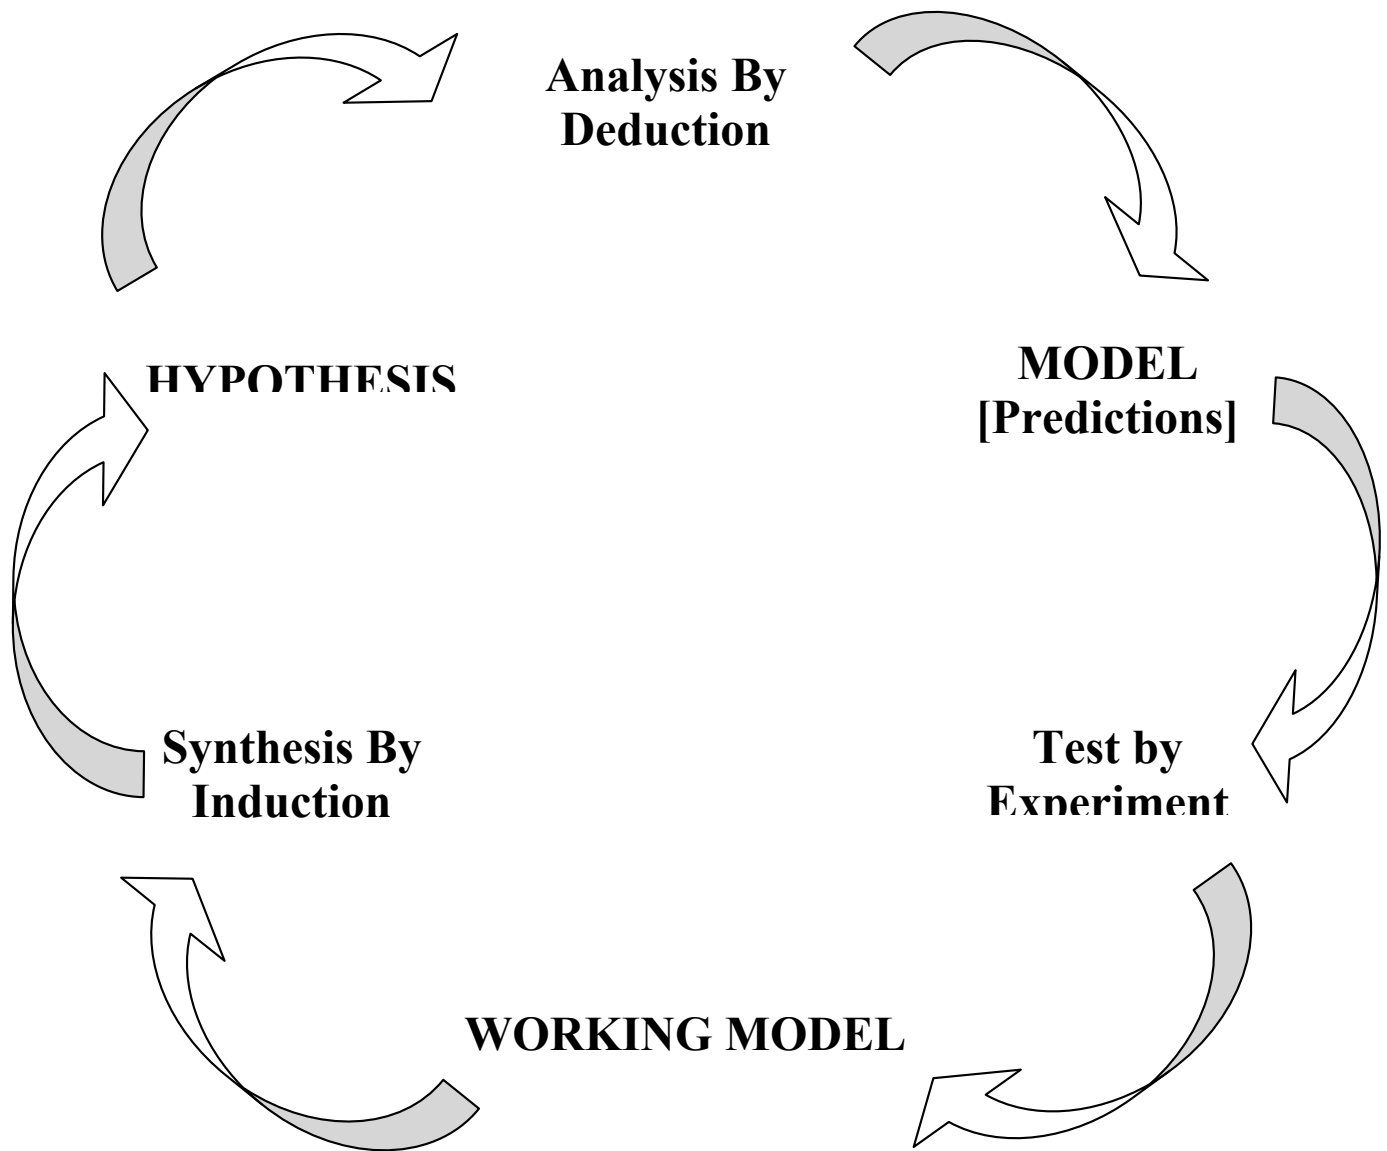 Analysis By
Deduction
HYPOTHESIS
MODEL
[Predictions]
Synthesis By
Induction
Test by
Experiment
WORKING MODEL